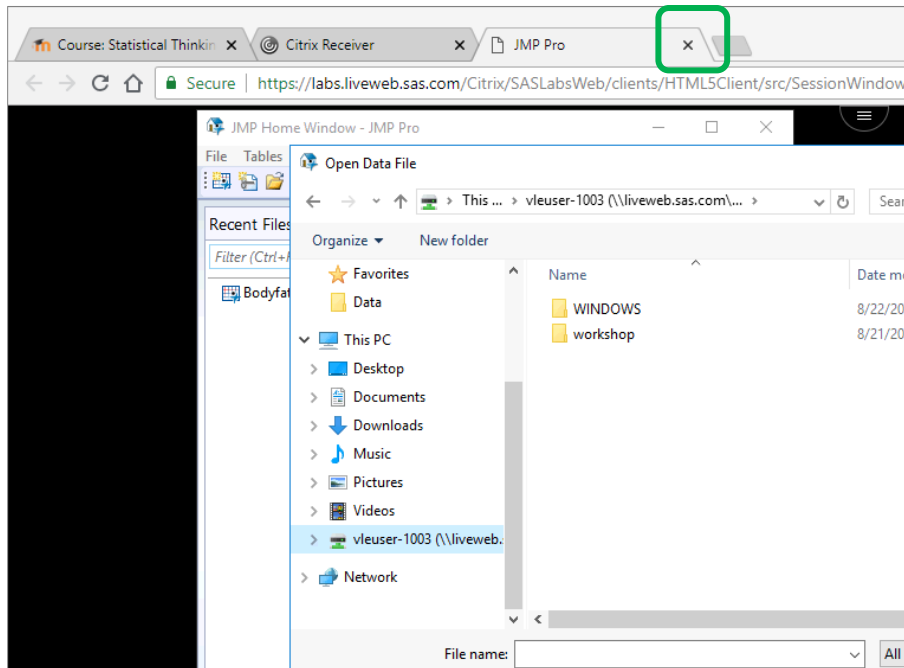 Course: Statistical Thinkin
Citrix Receiver
JMP Pro
Secure
https://labs.liveweb.sas.com/Citrix/SASLabsWeb/clients/HTML5Client/src/SessionWindow
JMP Home Window - JMP Pro
File Tables
Open Data File
This ... › vleuser-1003 (\\liveweb.sas.com\... ›
Sear
Recent Files
Organize
New folder
Filter (Ctrl+F
Bodyfat
Favorites
Data
This PC
Desktop
Documents
Downloads
Music
Pictures
Videos
vleuser-1003 (\\liveweb.
Network
Name
Date mo
WINDOWS
8/22/20
workshop
8/21/20
File name:
All